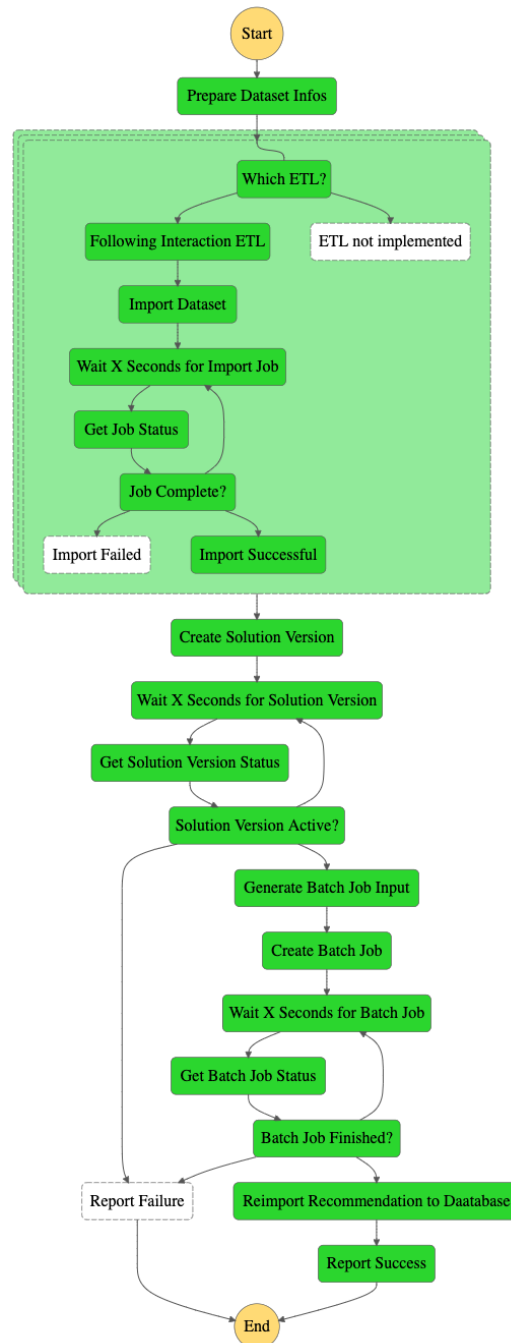 Start
Prepare Dataset Infos
Which ETL?
Following Interaction ETL
ETL not implemented
Import Dataset
Wait X Seconds for Import Job
Get Job Status
Job Complete?
Import Failed
Import Successful
Create Solution Version
Wait X Seconds for Solution Version
Get Solution Version Status
Solution Version Active?
Generate Batch Job Input
Create Batch Job
Wait X Seconds for Batch Job
Get Batch Job Status
Batch Job Finished?
Report Failure
Reimport Recommendation to Daatabase
Report Success
End